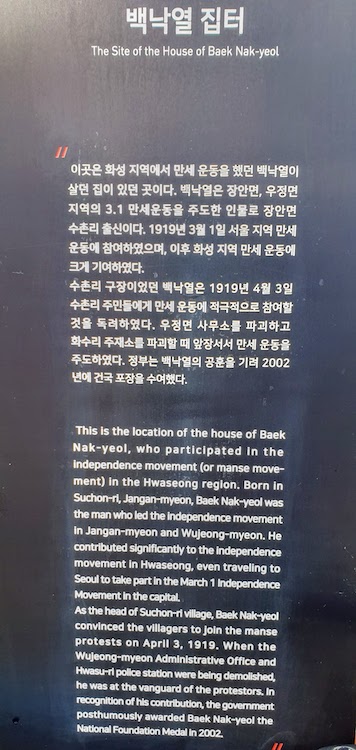 백낙열 집터
The Site of the House of Baek Nak-yeol
"
이곳은 화성 지역에서 만세 운동을 했던 백낙열이
살던 집이 있던 곳이다. 백낙열은 장안면, 우정면
지역의 3.1 만세운동을 주도한 인물로 장안면
수촌리 출신이다. 1919년 3월 1일 서울 지역 만세
운동에 참여하였으며, 이후 화성 지역 만세 운동에
크게 기여하였다.
수촌리 구장이었던 백낙열은 1919년 4월 3일
수촌리 주민들에게 만세 운동에 적극적으로 참여할
것을 독려하였다. 우정면 사무소를 파괴하고
화수리 주재소를 파괴할 때 앞장서서 만세 운동을
주도하였다. 정부는 백낙열의 공훈을 기려 2002
년에 건국 포장을 수여했다.
This is the location of the house of Baek
Nak-yeol, who participated in the
independence movement (or manse move-
ment) in the Hwaseong region. Born in
Suchon-ri, Jangan-myeon, Baek Nak-yeol was
the man who led the independence movement
in Jangan-myeon and Wujeong-myeon. He
contributed significantly to the independence
movement in Hwaseong, even traveling to
Seoul to take part in the March 1 Independence
Movement in the capital.
As the head of Suchon-ri village, Baek Nak-yeol
convinced the villagers to join the manse
protests on April 3, 1919. When the
Wujeong-myeon Administrative Office and
Hwasu-ri police station were being demolished,
he was at the vanguard of the protestors. In
recognition of his contribution, the government
posthumously awarded Baek Nak-yeol the
National Foundation Medal in 2002.
"